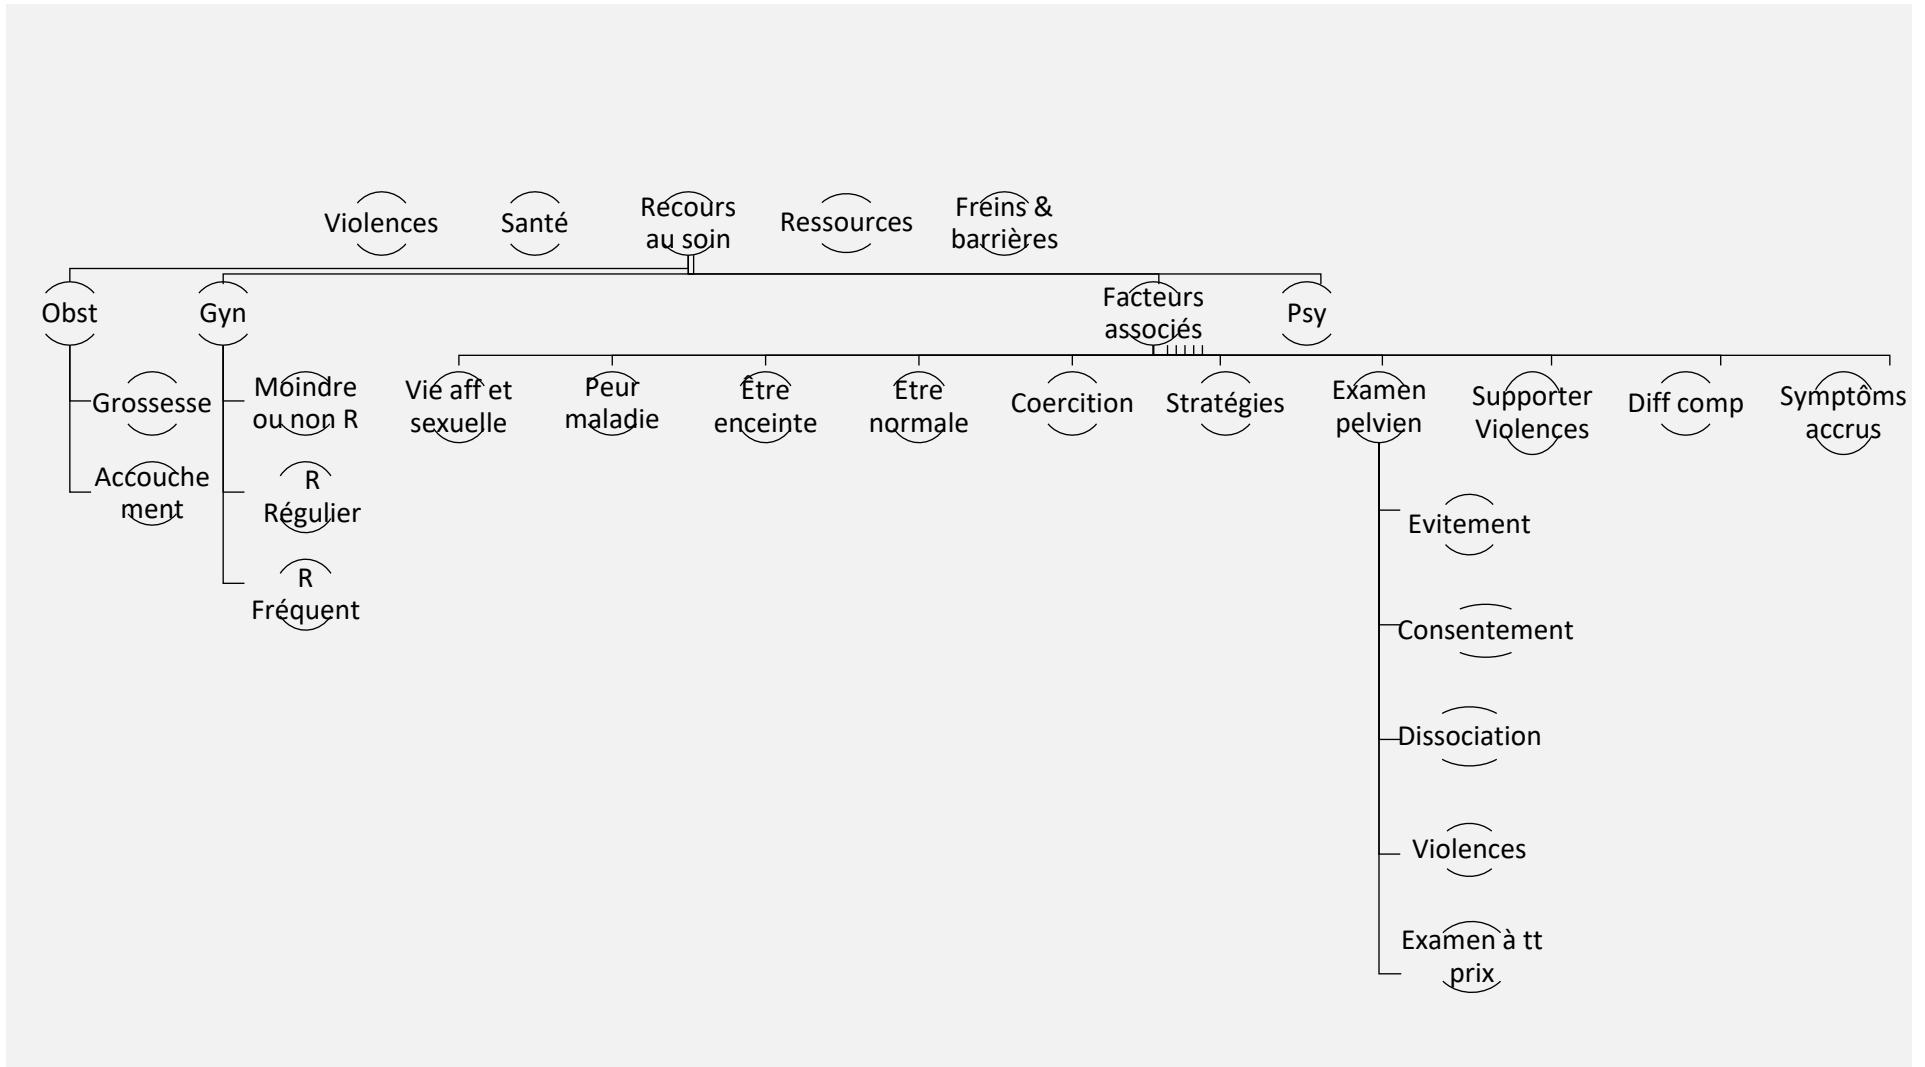 Violences
Santé
Recours
au soin
Ressources
Freins &
barrières
Obst
Gyn
Facteurs
associés
Psy
Grossesse
Accouche
ment
Moindre
ou non R
R
Régulier
R
Fréquent
Vie aff et
sexuelle
Peur
maladie
Être
enceinte
Etre
normale
Coercition
Stratégies
Examen
pelvien
Supporter
Violences
Diff comp
Symptôms
accrus
Evitement
Consentement
Dissociation
Violences
Examen à tt
prix